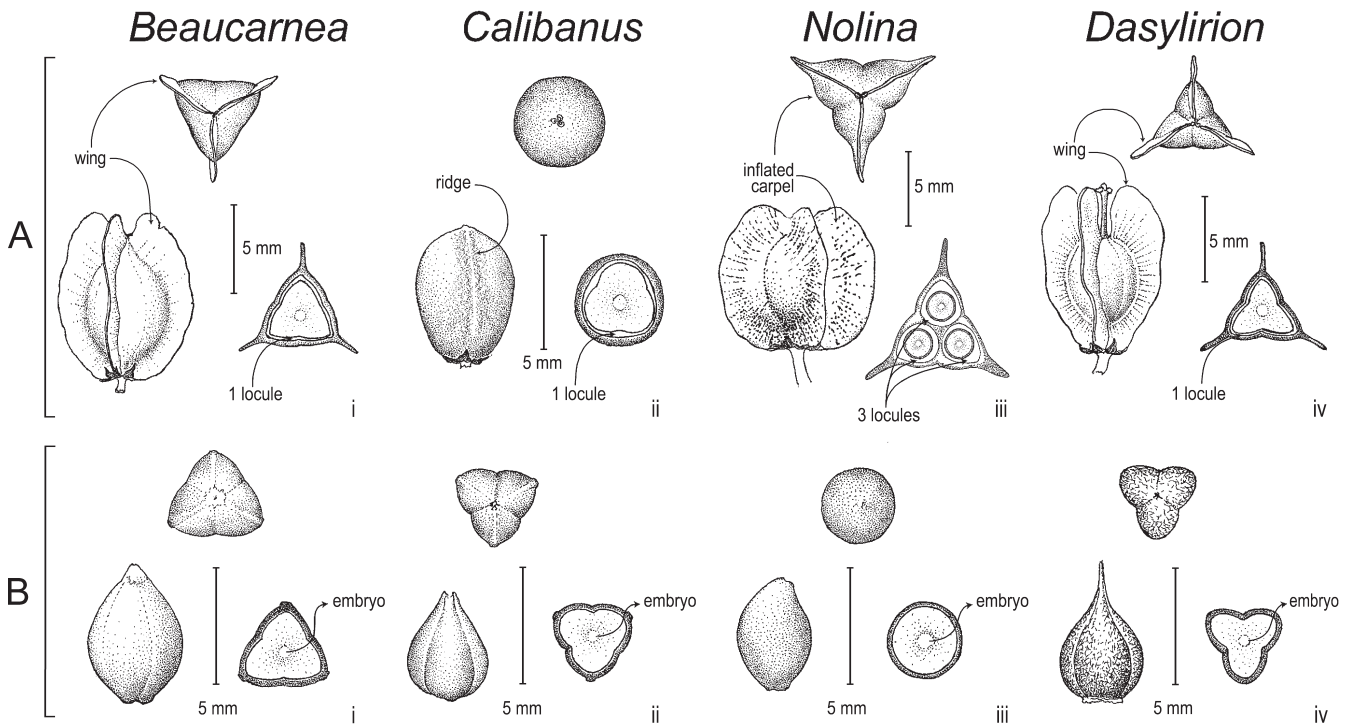 Beaucarnea Calibanus Nolina Dasylirion
A
wing
5 mm
1 locule
i
ridge
5 mm
1 locule
ii
inflated
carpel
5 mm
3 locules
iii
wing
5 mm
1 locule
iv
B
embryo
5 mm
i
embryo
5 mm
ii
embryo
5 mm
iii
embryo
5 mm
iv